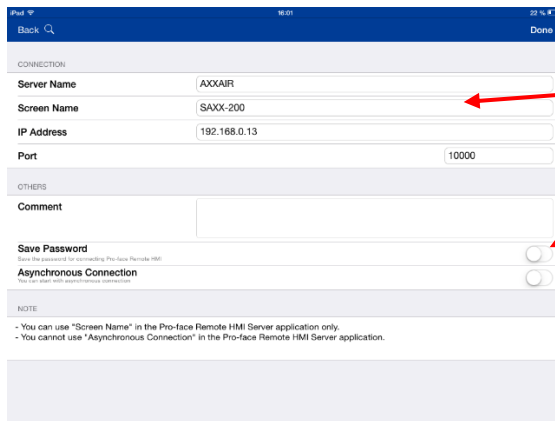 iPad 16:01 22 %
Back Done
CONNECTION
Server Name AXXAIR
Screen Name SAXX-200
IP Address 192.168.0.13
Port 10000
OTHERS
Comment
Save Password
Save the password for connecting Pro-face Remote HMI
Asynchronous Connection
You can start with asynchronous connection
NOTE
- You can use "Screen Name" in the Pro-face Remote HMI Server application only.
- You cannot use "Asynchronous Connection" in the Pro-face Remote HMI Server application.